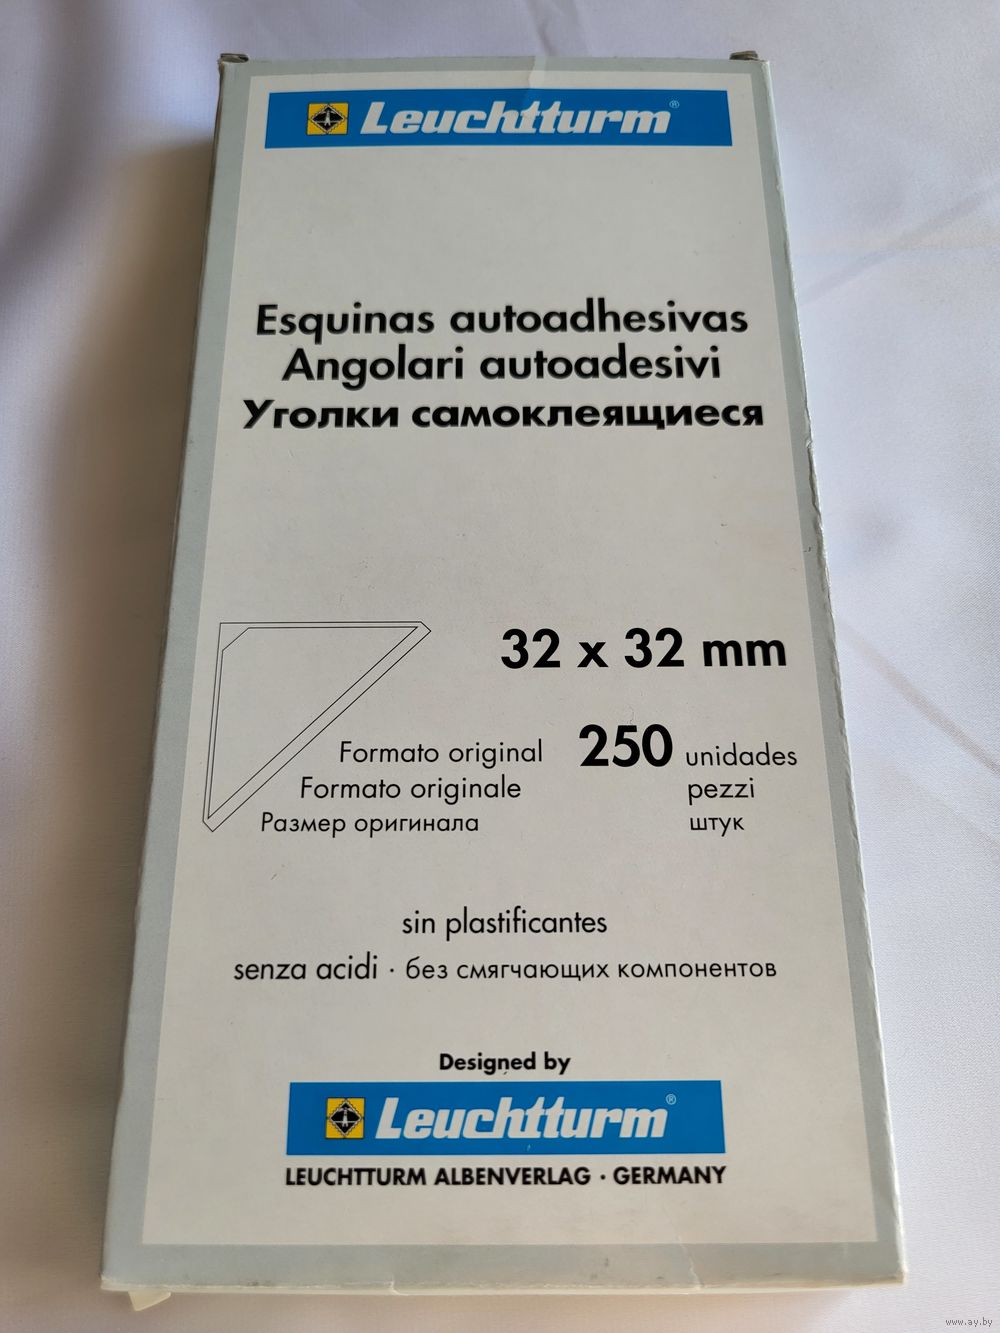 Leuchtturm®
Esquinas autoadhesivas
Angolari autoadesivi
Уголки самоклеящиеся
32 x 32 mm
Formato original 250 unidades
Formato originale pezzi
Размер оригинала штук
sin plastificantes
senza acidi · без смягчающих компонентов
Designed by
Leuchtturm®
LEUCHTTURM ALBENVERLAG · GERMANY
www.ay.by